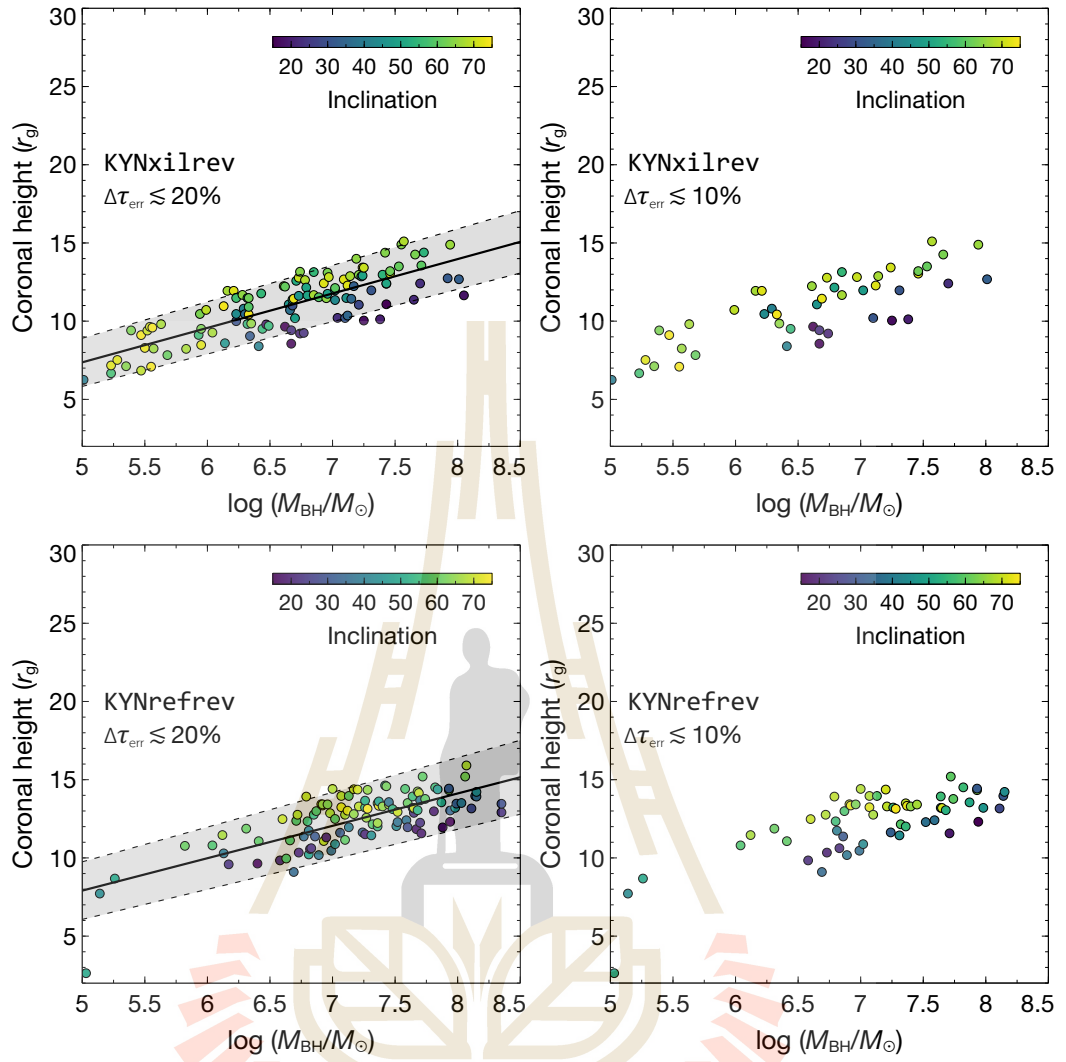 30
25
20
15
10
5
20 30 40 50 60 70
Inclination
KYNxilrev
Δτerr ≲ 20%
Coronal height (rg)
5 5.5 6 6.5 7 7.5 8 8.5
log (MBH/M⊙)
30
25
20
15
10
5
20 30 40 50 60 70
Inclination
KYNxilrev
Δτerr ≲ 10%
Coronal height (rg)
5 5.5 6 6.5 7 7.5 8 8.5
log (MBH/M⊙)
30
25
20
15
10
5
20 30 40 50 60 70
Inclination
KYNrefrev
Δτerr ≲ 20%
Coronal height (rg)
5 5.5 6 6.5 7 7.5 8 8.5
log (MBH/M⊙)
30
25
20
15
10
5
20 30 40 50 60 70
Inclination
KYNrefrev
Δτerr ≲ 10%
Coronal height (rg)
5 5.5 6 6.5 7 7.5 8 8.5
log (MBH/M⊙)